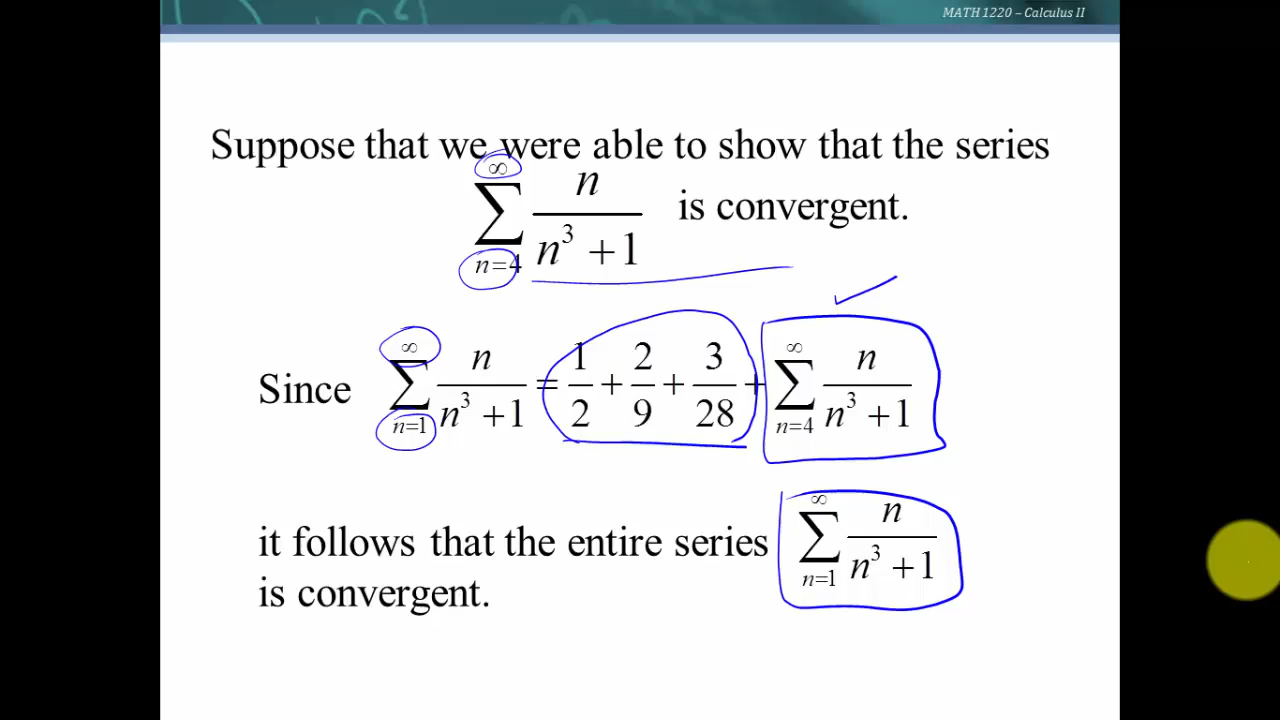 MATH 1220 – Calculus II
Suppose that we were able to show that the series
∑_{n=4}^{∞} n/(n³ + 1) is convergent.
Since ∑_{n=1}^{∞} n/(n³ + 1) = 1/2 + 2/9 + 3/28 + ∑_{n=4}^{∞} n/(n³ + 1)
it follows that the entire series ∑_{n=1}^{∞} n/(n³ + 1)
is convergent.